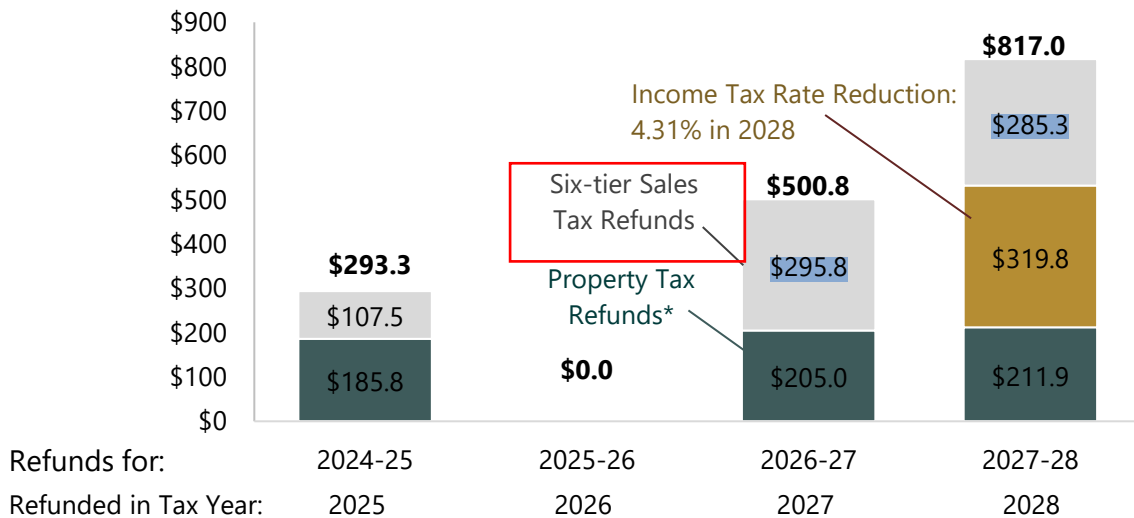 $900
$800
$700
$600
$500
$400
$300
$200
$100
$0
$293.3
$107.5
$185.8
$0.0
Six-tier Sales
Tax Refunds
Property Tax
Refunds*
$500.8
$295.8
$205.0
Income Tax Rate Reduction:
4.31% in 2028
$817.0
$285.3
$319.8
$211.9
Refunds for: 2024-25 2025-26 2026-27 2027-28
Refunded in Tax Year: 2025 2026 2027 2028